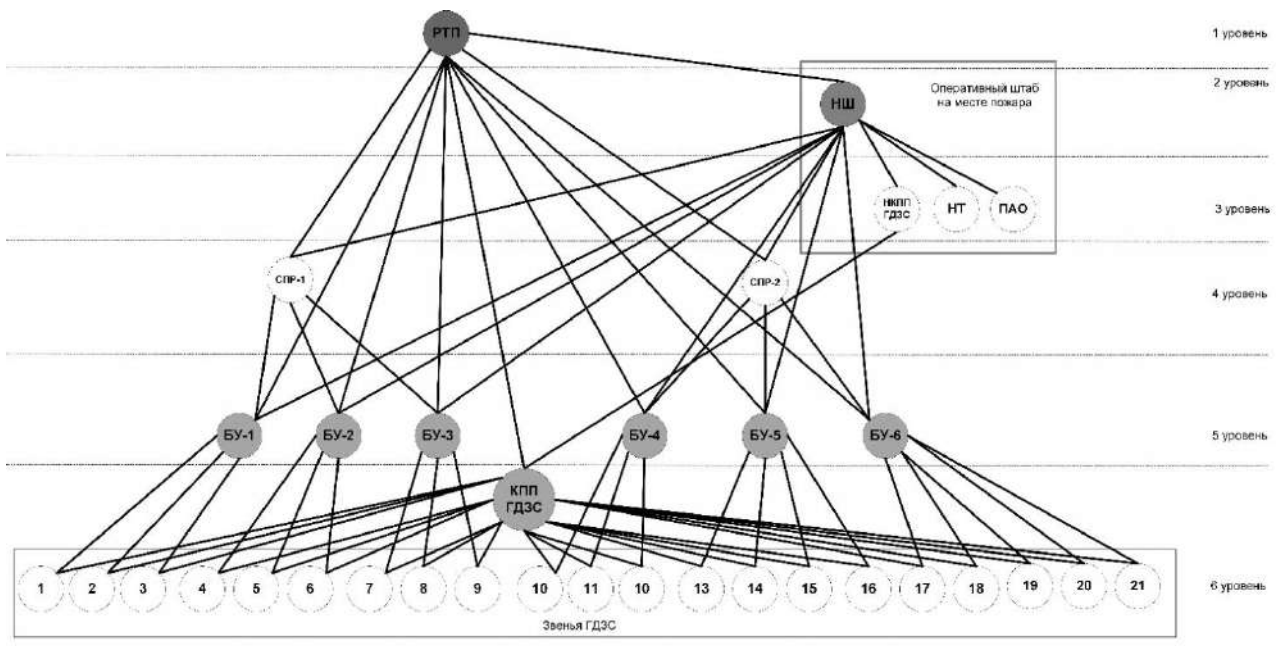 РТП
1 уровень
2 уровень
Оперативный штаб
на месте пожара
НШ
НКПП
ГДЗС
НТ
ПАО
3 уровень
СПР-1
СПР-2
4 уровень
БУ-1
БУ-2
БУ-3
БУ-4
БУ-5
БУ-6
5 уровень
КПП
ГДЗС
1
2
3
4
5
6
7
8
9
10
11
10
13
14
15
16
17
18
19
20
21
6 уровень
Звенья ГДЗС